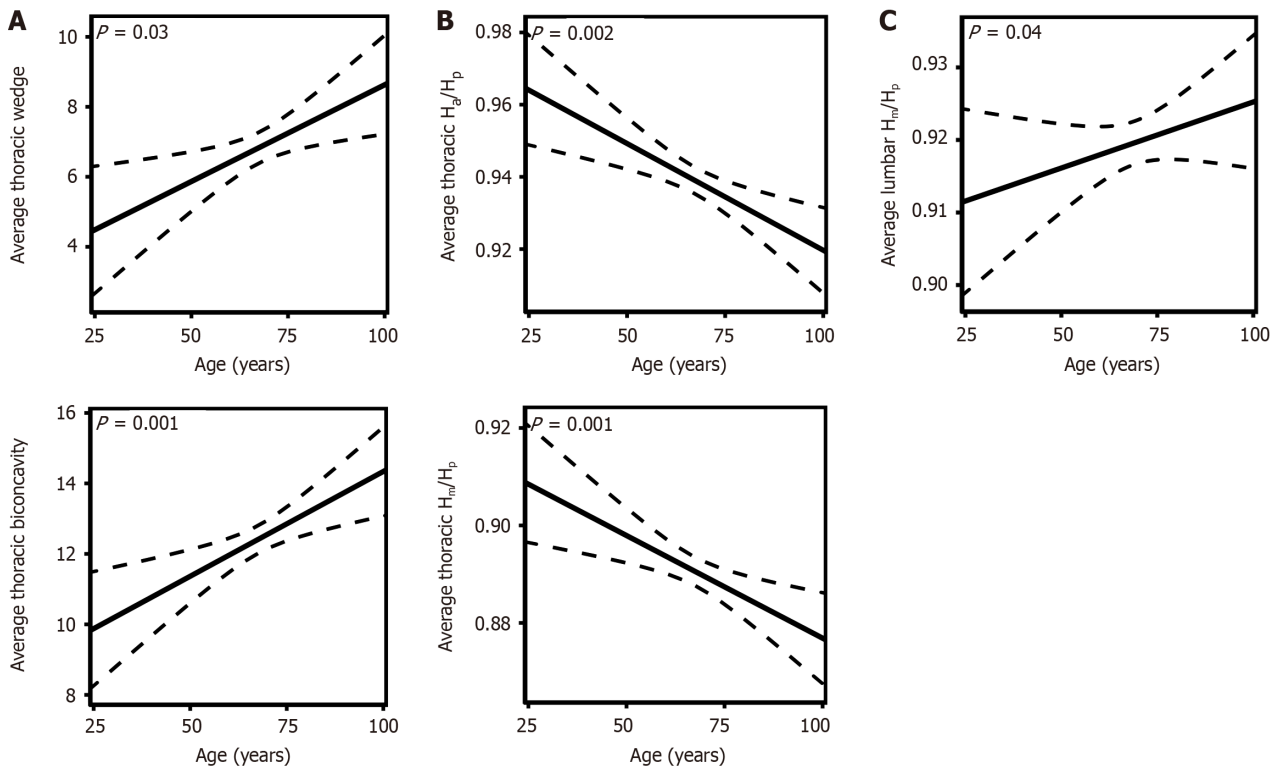 A
P = 0.03
Average thoracic wedge
10
8
6
4
25 50 75 100
Age (years)
B
P = 0.002
Average thoracic Ha/Hp
0.98
0.96
0.94
0.92
25 50 75 100
Age (years)
C
P = 0.04
Average lumbar Hm/Hp
0.93
0.92
0.91
0.90
25 50 75 100
Age (years)
P = 0.001
Average thoracic biconcavity
16
14
12
10
8
25 50 75 100
Age (years)
P = 0.001
Average thoracic Hm/Hp
0.92
0.90
0.88
25 50 75 100
Age (years)